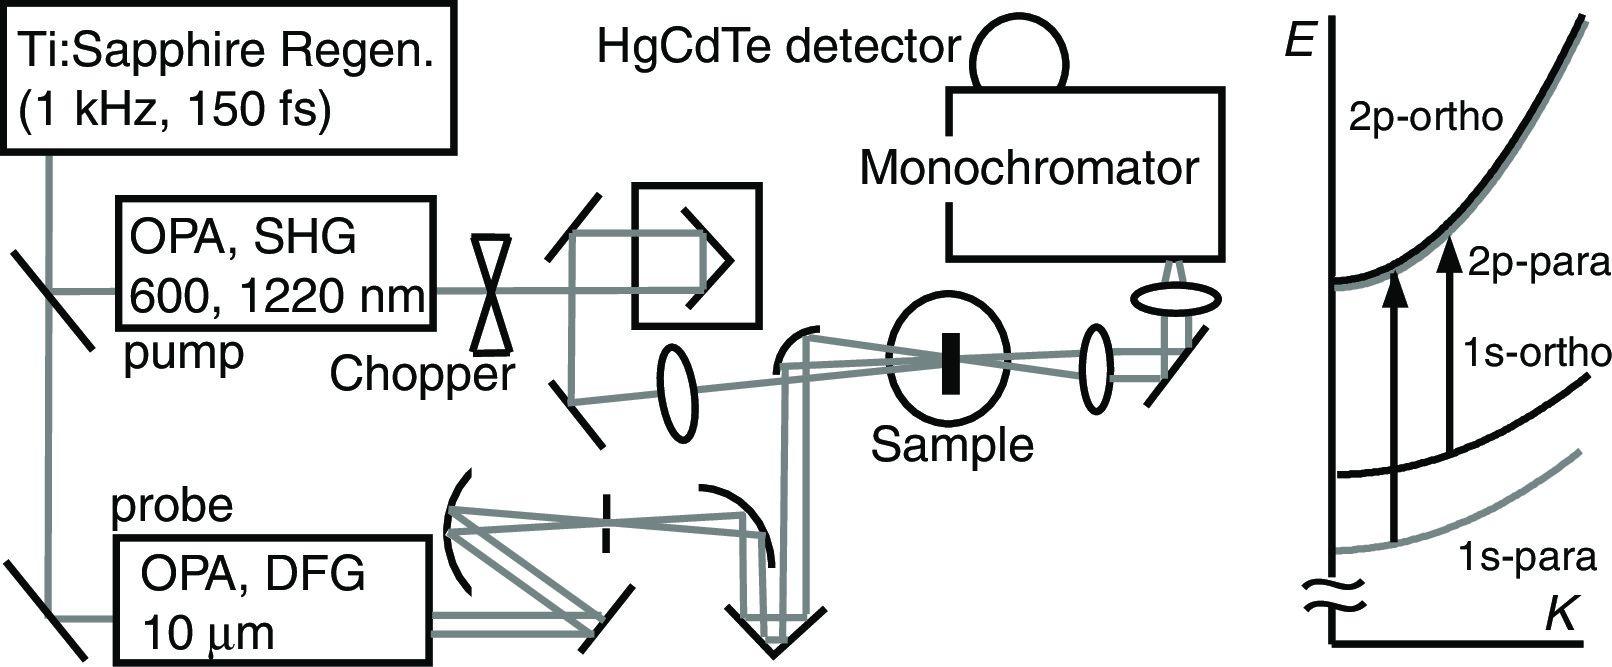 Ti:Sapphire Regen.
(1 kHz, 150 fs)
HgCdTe detector
Monochromator
OPA, SHG
600, 1220 nm
pump
Chopper
Sample
probe
OPA, DFG
10 μm
E
2p-ortho
2p-para
1s-ortho
1s-para
K